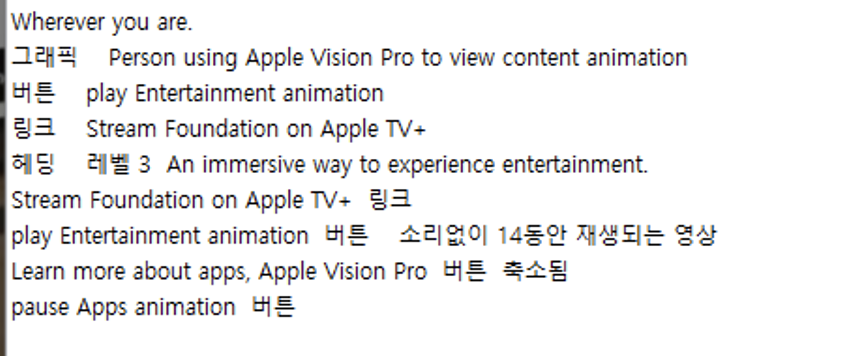 Wherever you are.
그래픽 Person using Apple Vision Pro to view content animation
버튼 play Entertainment animation
링크 Stream Foundation on Apple TV+
헤딩 레벨 3 An immersive way to experience entertainment.
Stream Foundation on Apple TV+ 링크
play Entertainment animation 버튼 소리없이 14동안 재생되는 영상
Learn more about apps, Apple Vision Pro 버튼 축소됨
pause Apps animation 버튼